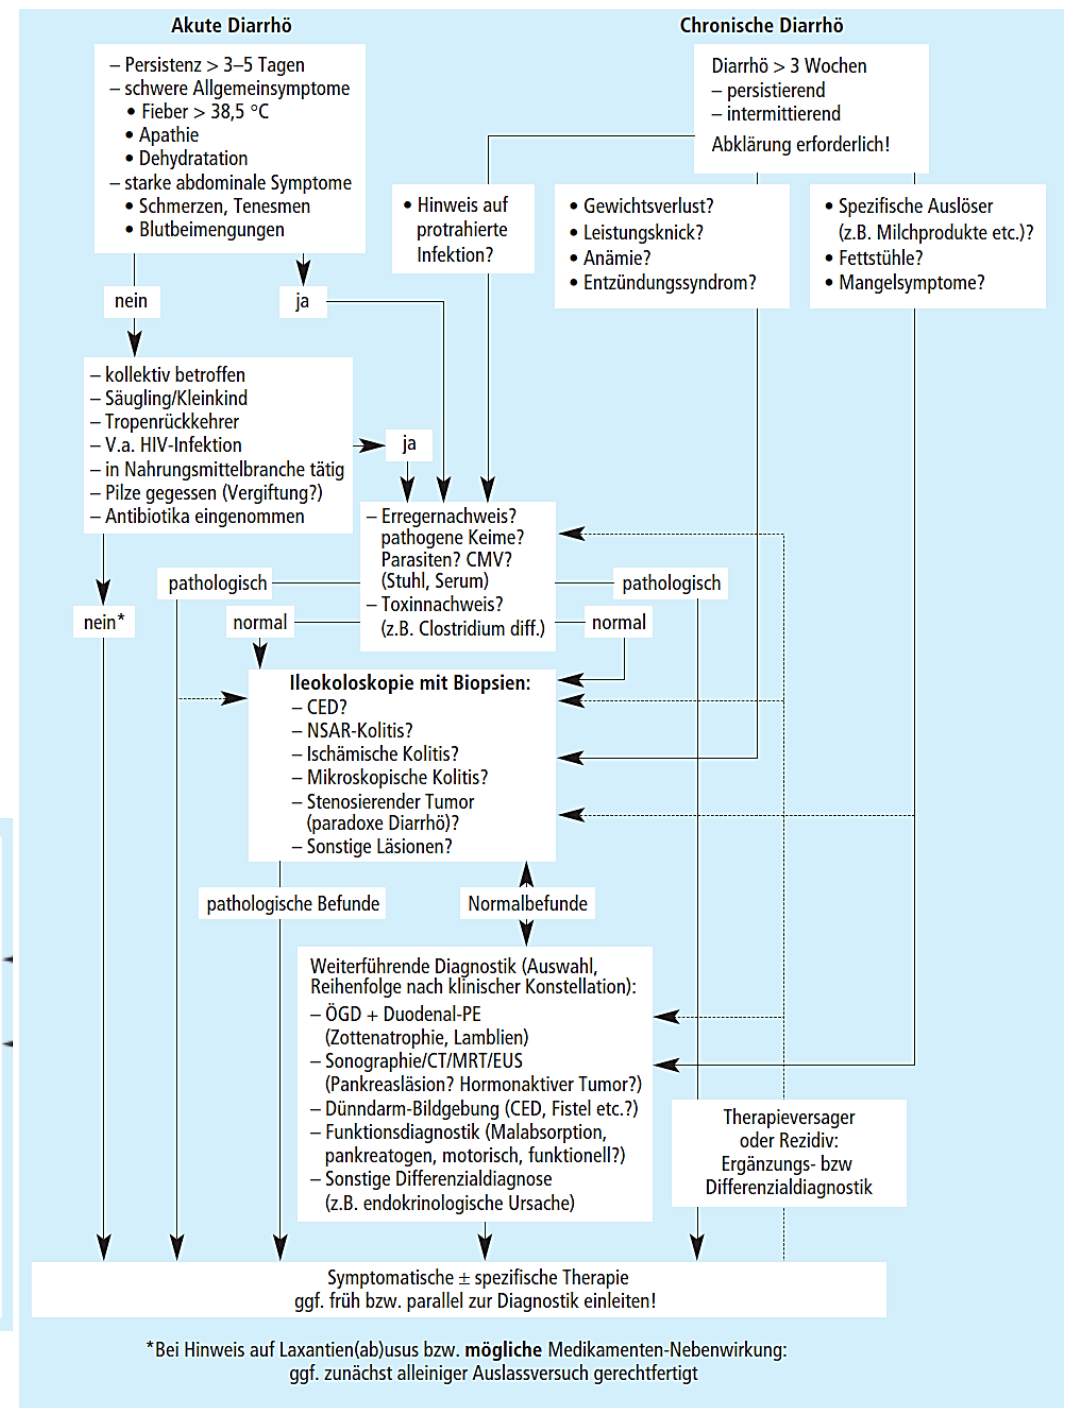 Akute Diarrhö
– Persistenz > 3–5 Tagen
– schwere Allgemeinsymptome
• Fieber > 38,5 °C
• Apathie
• Dehydratation
– starke abdominale Symptome
• Schmerzen, Tenesmen
• Blutbeimengungen
Chronische Diarrhö
Diarrhö > 3 Wochen
– persistierend
– intermittierend
Abklärung erforderlich!
• Hinweis auf
protrahierte
Infektion?
• Gewichtsverlust?
• Leistungsknick?
• Anämie?
• Entzündungssyndrom?
• Spezifische Auslöser
(z.B. Milchprodukte etc.)?
• Fettstühle?
• Mangelsymptome?
nein
ja
– kollektiv betroffen
– Säugling/Kleinkind
– Tropenrückkehrer
– V.a. HIV-Infektion
– in Nahrungsmittelbranche tätig
– Pilze gegessen (Vergiftung?)
– Antibiotika eingenommen
ja
– Erregernachweis?
pathogene Keime?
Parasiten? CMV?
(Stuhl, Serum)
– Toxinnachweis?
(z.B. Clostridium diff.)
pathologisch
pathologisch
nein*
normal
normal
Ileokoloskopie mit Biopsien:
– CED?
– NSAR-Kolitis?
– Ischämische Kolitis?
– Mikroskopische Kolitis?
– Stenosierender Tumor
(paradoxe Diarrhö)?
– Sonstige Läsionen?
pathologische Befunde
Normalbefunde
Weiterführende Diagnostik (Auswahl,
Reihenfolge nach klinischer Konstellation):
– ÖGD + Duodenal-PE
(Zottenatrophie, Lamblien)
– Sonographie/CT/MRT/EUS
(Pankreasläsion? Hormonaktiver Tumor?)
– Dünndarm-Bildgebung (CED, Fistel etc.?)
– Funktionsdiagnostik (Malabsorption,
pankreatogen, motorisch, funktionell?)
– Sonstige Differenzialdiagnose
(z.B. endokrinologische Ursache)
Therapieversager
oder Rezidiv:
Ergänzungs- bzw
Differenzialdiagnostik
Symptomatische ± spezifische Therapie
ggf. früh bzw. parallel zur Diagnostik einleiten!
*Bei Hinweis auf Laxantien(ab)usus bzw. mögliche Medikamenten-Nebenwirkung:
ggf. zunächst alleiniger Auslassversuch gerechtfertigt